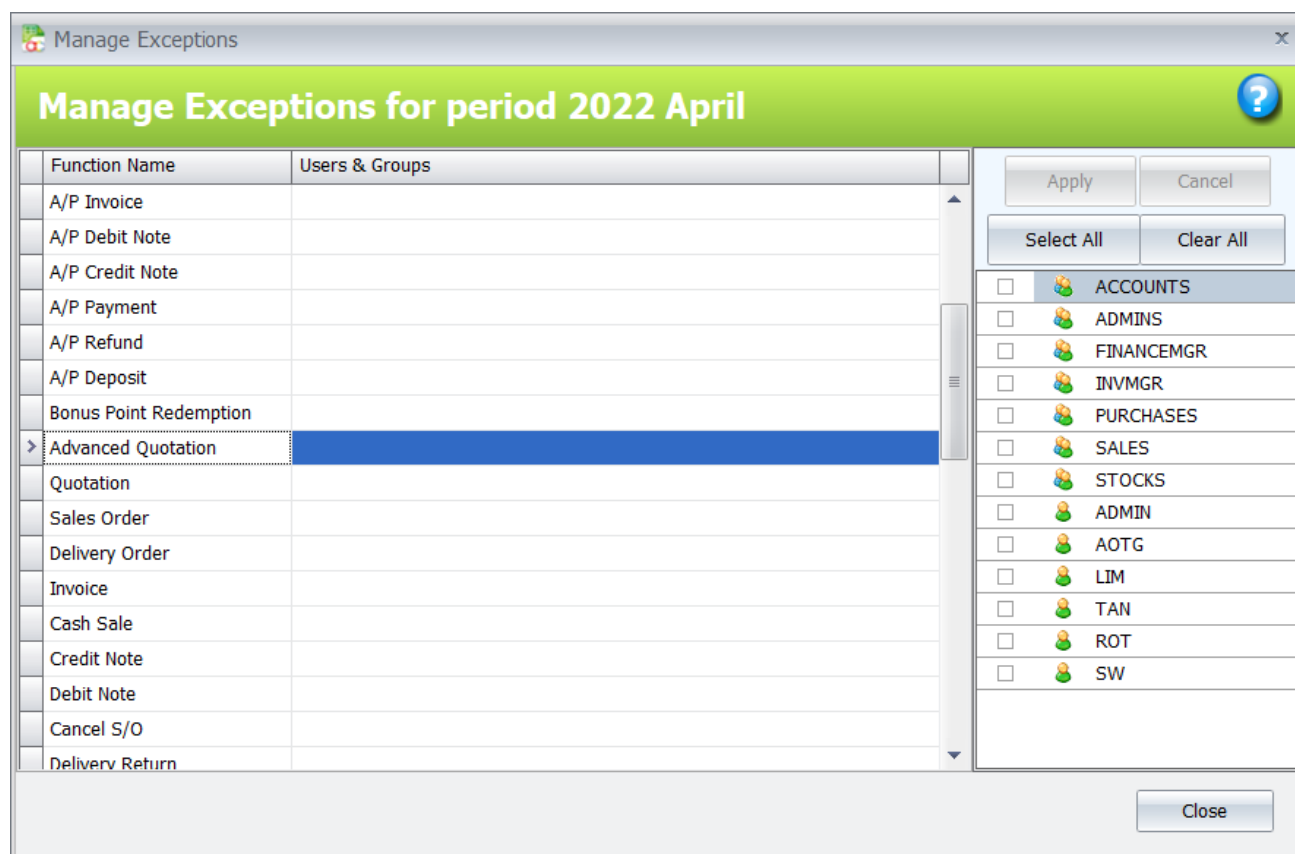 Manage Exceptions
Manage Exceptions for period 2022 April
Function Name Users & Groups
A/P Invoice
A/P Debit Note
A/P Credit Note
A/P Payment
A/P Refund
A/P Deposit
Bonus Point Redemption
Advanced Quotation
Quotation
Sales Order
Delivery Order
Invoice
Cash Sale
Credit Note
Debit Note
Cancel S/O
Delivery Return
Apply Cancel
Select All Clear All
ACCOUNTS
ADMINS
FINANCEMGR
INVMGR
PURCHASES
SALES
STOCKS
ADMIN
AOTG
LIM
TAN
ROT
SW
Close